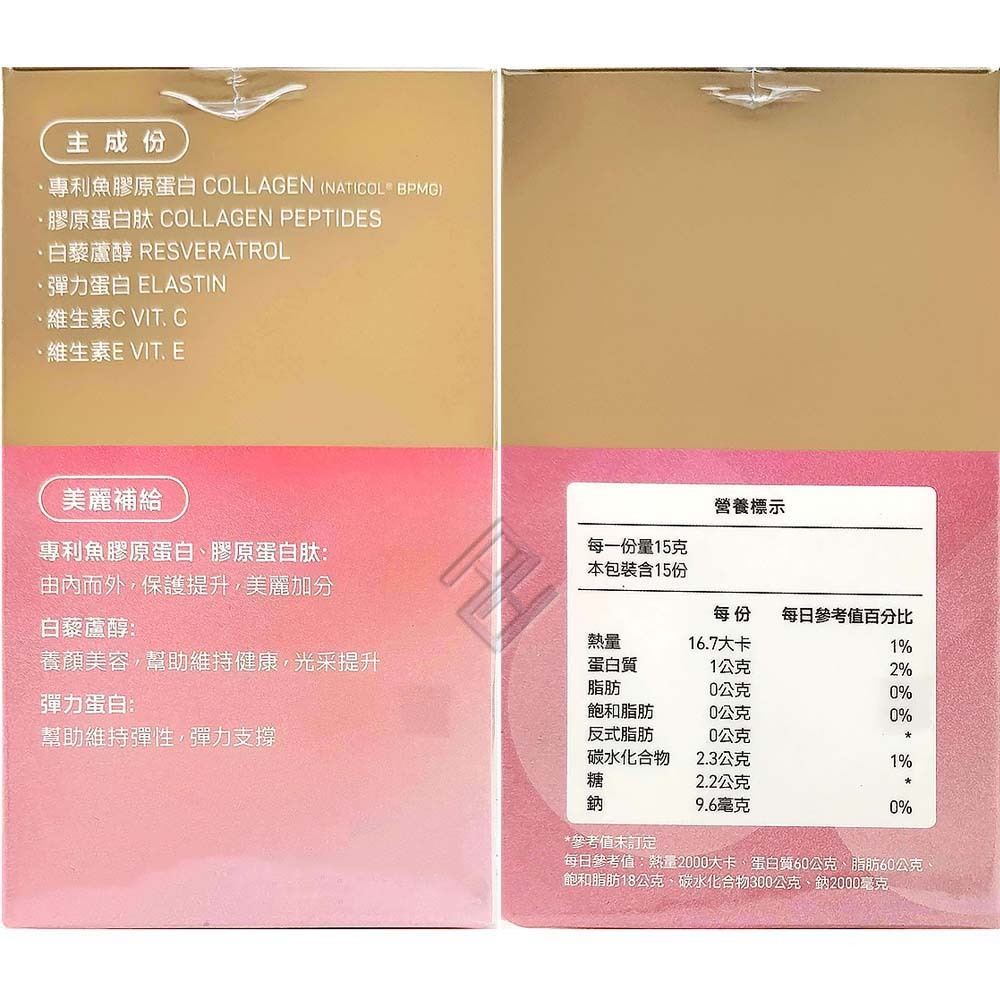 主成份
·專利魚膠原蛋白 COLLAGEN (NATICOL® BPMG)
·膠原蛋白肽 COLLAGEN PEPTIDES
·白藜蘆醇 RESVERATROL
·彈力蛋白 ELASTIN
·維生素C VIT. C
·維生素E VIT. E
美麗補給
專利魚膠原蛋白、膠原蛋白肽:
由內而外,保護提升,美麗加分
白藜蘆醇:
養顏美容,幫助維持健康,光采提升
彈力蛋白:
幫助維持彈性,彈力支撐
營養標示
每一份量15克
本包裝含15份
每份 每日參考值百分比
熱量 16.7大卡 1%
蛋白質 1公克 2%
脂肪 0公克 0%
飽和脂肪 0公克 0%
反式脂肪 0公克 *
碳水化合物 2.3公克 1%
糖 2.2公克 *
鈉 9.6毫克 0%
*參考值未訂定
每日參考值:熱量2000大卡、蛋白質60公克、脂肪60公克、
飽和脂肪18公克、碳水化合物300公克、鈉2000毫克